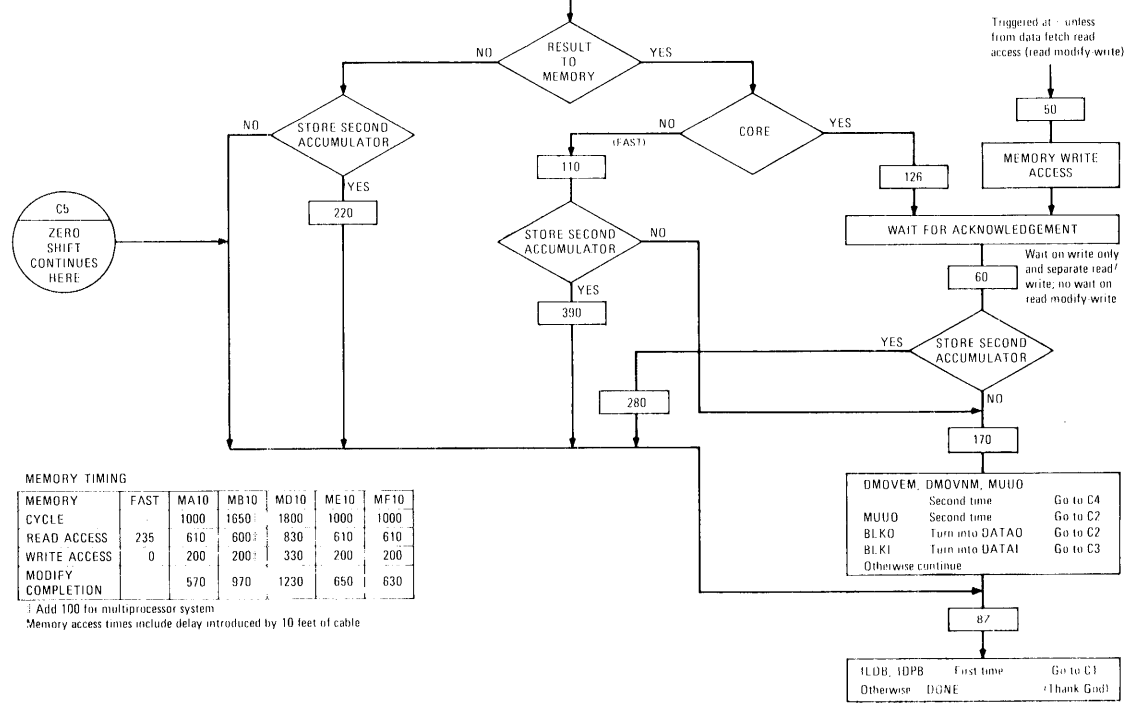 Triggered at unless
from data fetch read
access (read modify-write)
RESULT
TO
MEMORY
NO
YES
50
STORE SECOND
ACCUMULATOR
NO
YES
CORE
NO
(FAST)
YES
110
126
MEMORY WRITE
ACCESS
220
C5
ZERO
SHIFT
CONTINUES
HERE
STORE SECOND
ACCUMULATOR
NO
YES
WAIT FOR ACKNOWLEDGEMENT
60
Wait on write only
and separate read/
write; no wait on
read modify-write
390
STORE SECOND
ACCUMULATOR
YES
NO
280
170
DMOVEM, DMOVNM, MUUO
Second time Go to C4
MUUO Second time Go to C2
BLKO Turn into DATAO Go to C2
BLKI Turn into DATAI Go to C3
Otherwise continue
87
ILDB, IDPB First time Go to C1
Otherwise DONE (Thank God)
MEMORY TIMING
MEMORY FAST MA10 MB10 MD10 ME10 MF10
CYCLE - 1000 1650‡ 1800 1000 1000
READ ACCESS 235 610 600‡ 830 610 610
WRITE ACCESS 0 200 200‡ 330 200 200
MODIFY
COMPLETION 570 970 1230 650 630
‡ Add 100 for multiprocessor system
Memory access times include delay introduced by 10 feet of cable